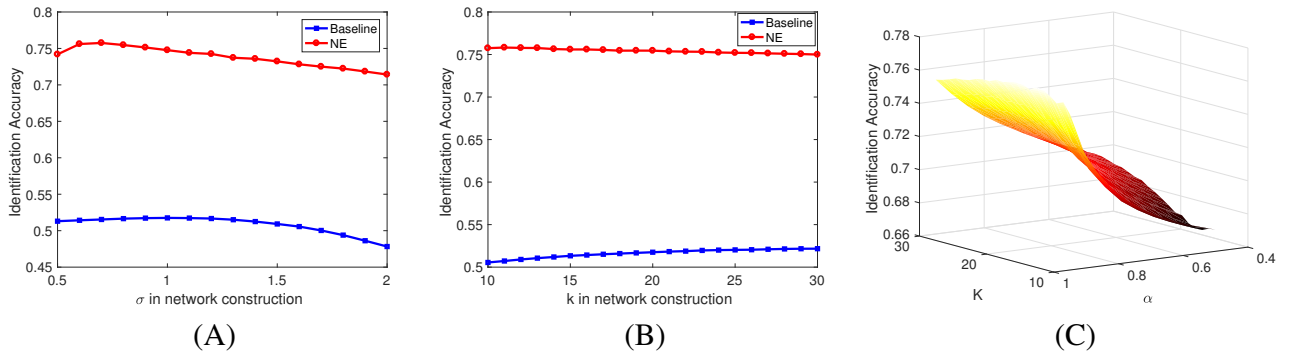 0.8
0.75
0.7
0.65
0.6
0.55
0.5
0.45
Identification Accuracy
Baseline
NE
0.5
1
1.5
2
σ in network construction
(A)
0.8
0.75
0.7
0.65
0.6
0.55
0.5
Identification Accuracy
Baseline
NE
10
15
20
25
30
k in network construction
(B)
0.78
0.76
0.74
0.72
0.7
0.68
0.66
Identification Accuracy
30
20
10
K
1
0.8
0.6
0.4
α
(C)